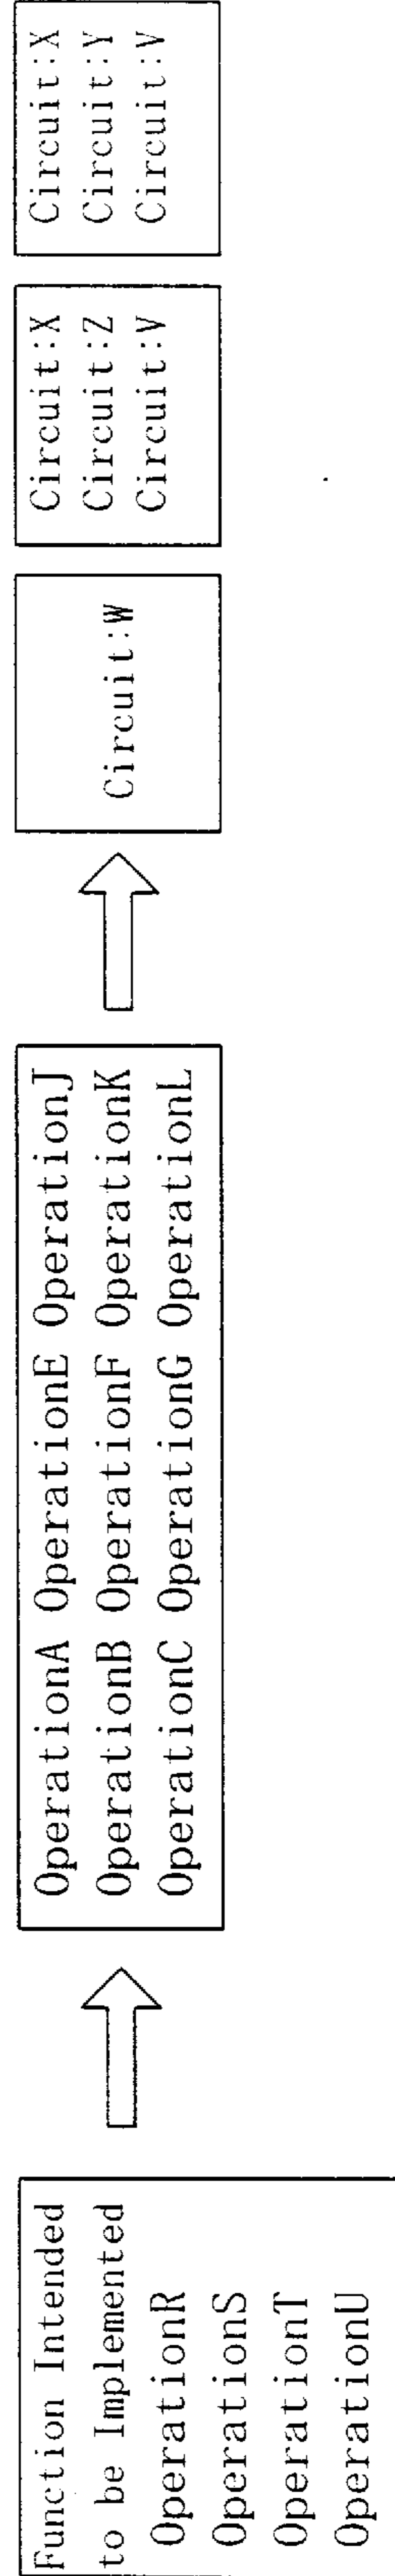 Function Intended
to be Implemented
OperationR
OperationS
OperationT
OperationU
OperationA OperationE OperationJ
OperationB OperationF OperationK
OperationC OperationG OperationL
Circuit:W
Circuit:X
Circuit:Z
Circuit:V
Circuit:X
Circuit:Y
Circuit:V